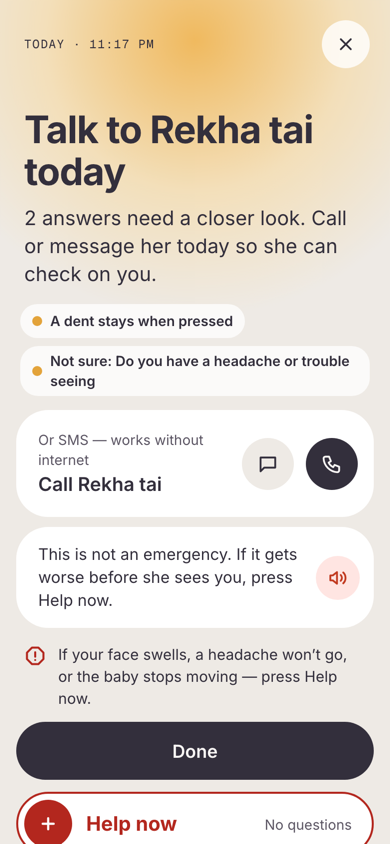 TODAY · 11:17 PM
Talk to Rekha tai
today
2 answers need a closer look. Call
or message her today so she can
check on you.
A dent stays when pressed
Not sure: Do you have a headache or trouble
seeing
Or SMS — works without
internet
Call Rekha tai
This is not an emergency. If it gets
worse before she sees you, press
Help now.
If your face swells, a headache won’t go,
or the baby stops moving — press Help
now.
Done
Help now
No questions